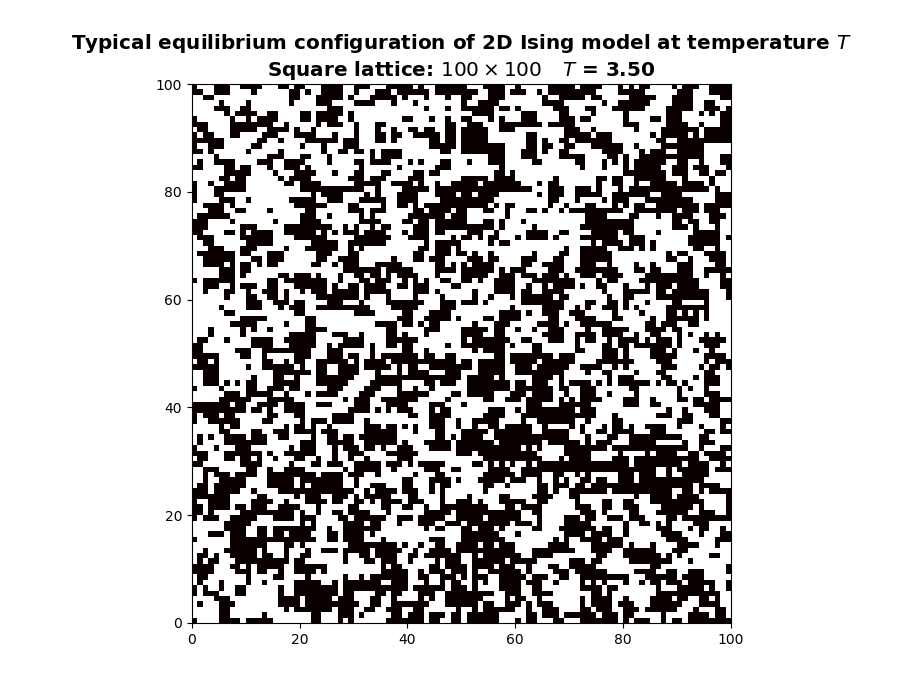 Typical equilibrium configuration of 2D Ising model at temperature T
Square lattice: 100 × 100 T = 3.50
100
80
60
40
20
0
0 20 40 60 80 100